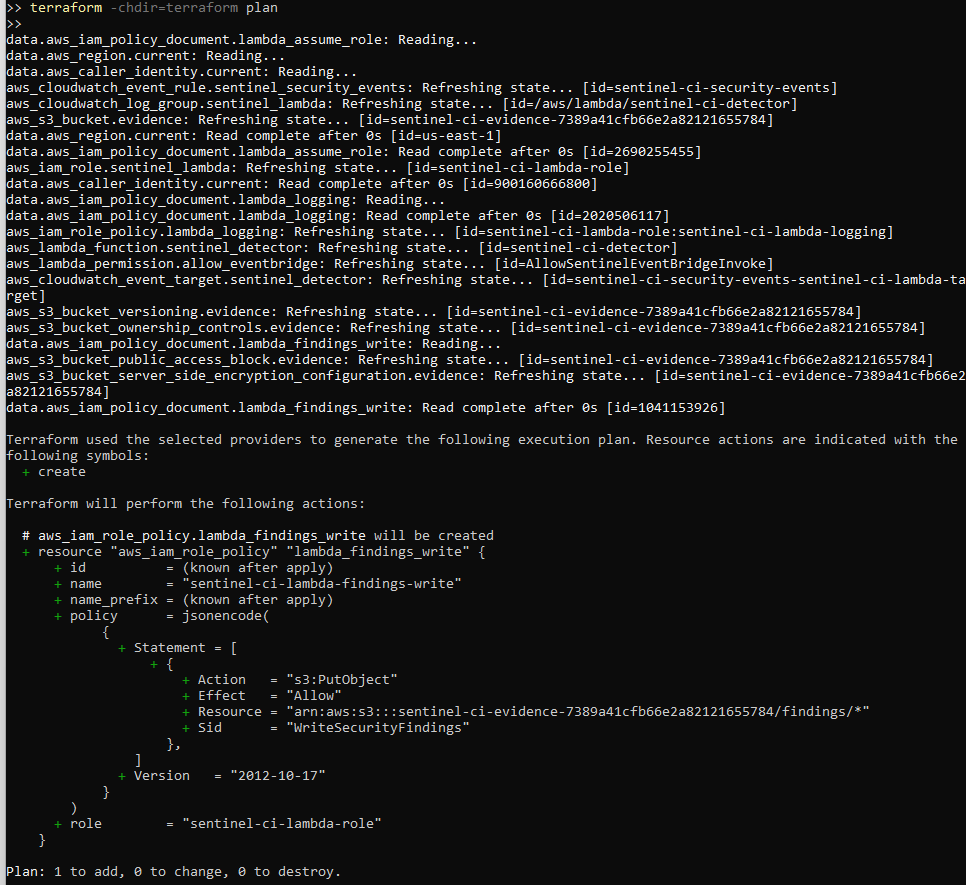 >> terraform -chdir=terraform plan
>>
data.aws_iam_policy_document.lambda_assume_role: Reading...
data.aws_region.current: Reading...
data.aws_caller_identity.current: Reading...
aws_cloudwatch_event_rule.sentinel_security_events: Refreshing state... [id=sentinel-ci-security-events]
aws_cloudwatch_log_group.sentinel_lambda: Refreshing state... [id=/aws/lambda/sentinel-ci-detector]
aws_s3_bucket.evidence: Refreshing state... [id=sentinel-ci-evidence-7389a41cfb66e2a82121655784]
data.aws_region.current: Read complete after 0s [id=us-east-1]
data.aws_iam_policy_document.lambda_assume_role: Read complete after 0s [id=2690255455]
aws_iam_role.sentinel_lambda: Refreshing state... [id=sentinel-ci-lambda-role]
data.aws_caller_identity.current: Read complete after 0s [id=900160666800]
data.aws_iam_policy_document.lambda_logging: Reading...
data.aws_iam_policy_document.lambda_logging: Read complete after 0s [id=2020506117]
aws_iam_role_policy.lambda_logging: Refreshing state... [id=sentinel-ci-lambda-role:sentinel-ci-lambda-logging]
aws_lambda_function.sentinel_detector: Refreshing state... [id=sentinel-ci-detector]
aws_lambda_permission.allow_eventbridge: Refreshing state... [id=AllowSentinelEventBridgeInvoke]
aws_cloudwatch_event_target.sentinel_detector: Refreshing state... [id=sentinel-ci-security-events-sentinel-ci-lambda-ta
rget]
aws_s3_bucket_versioning.evidence: Refreshing state... [id=sentinel-ci-evidence-7389a41cfb66e2a82121655784]
aws_s3_bucket_ownership_controls.evidence: Refreshing state... [id=sentinel-ci-evidence-7389a41cfb66e2a82121655784]
data.aws_iam_policy_document.lambda_findings_write: Reading...
aws_s3_bucket_public_access_block.evidence: Refreshing state... [id=sentinel-ci-evidence-7389a41cfb66e2a82121655784]
aws_s3_bucket_server_side_encryption_configuration.evidence: Refreshing state... [id=sentinel-ci-evidence-7389a41cfb66e2
a82121655784]
data.aws_iam_policy_document.lambda_findings_write: Read complete after 0s [id=1041153926]

Terraform used the selected providers to generate the following execution plan. Resource actions are indicated with the
following symbols:
  + create

Terraform will perform the following actions:

  # aws_iam_role_policy.lambda_findings_write will be created
  + resource "aws_iam_role_policy" "lambda_findings_write" {
      + id          = (known after apply)
      + name        = "sentinel-ci-lambda-findings-write"
      + name_prefix = (known after apply)
      + policy      = jsonencode(
            {
              + Statement = [
                  + {
                      + Action   = "s3:PutObject"
                      + Effect   = "Allow"
                      + Resource = "arn:aws:s3:::sentinel-ci-evidence-7389a41cfb66e2a82121655784/findings/*"
                      + Sid      = "WriteSecurityFindings"
                    },
                ]
              + Version   = "2012-10-17"
            }
        )
      + role        = "sentinel-ci-lambda-role"
    }

Plan: 1 to add, 0 to change, 0 to destroy.